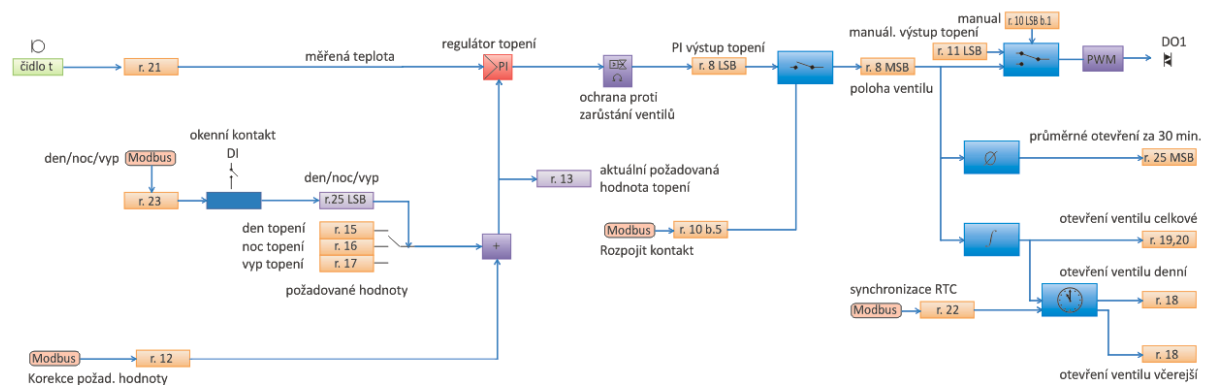 čidlo t
r. 21
měřená teplota
regulátor topení
PI
ochrana proti
zarůstání ventilů
PI výstup topení
r. 8 LSB
r. 8 MSB
poloha ventilu
manuál. výstup topení
r. 11 LSB
manual
r. 10 LSB b.1
PWM
DO1
okenní kontakt
DI
den/noc/vyp
Modbus
r. 23
den/noc/vyp
r.25 LSB
r. 13
aktuální požadovaná
hodnota topení
den topení
r. 15
noc topení
r. 16
vyp topení
r. 17
požadované hodnoty
+
Modbus
r. 10 b.5
Rozpojit kontakt
průměrné otevření za 30 min.
Ø
r. 25 MSB
otevření ventilu celkové
∫
r. 19,20
synchronizace RTC
Modbus
r. 22
otevření ventilu denní
r. 18
r. 18
otevření ventilu včerejší
Modbus
r. 12
Korekce požad. hodnoty